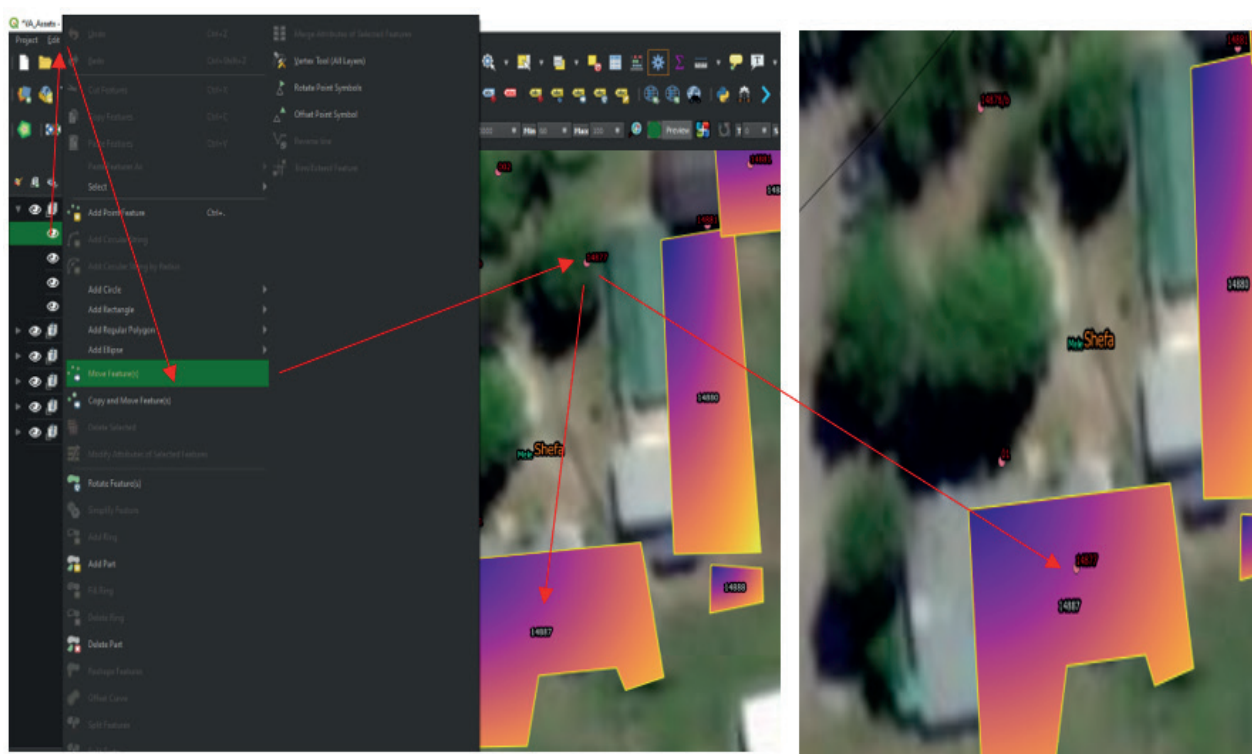 *VA_Assets -
Project Edit
Undo Ctrl+Z
Redo Ctrl+Shift+Z
Cut Features Ctrl+X
Copy Features Ctrl+C
Paste Features Ctrl+V
Paste Features As
Select
Add Point Feature Ctrl+.
Add Circular String
Add Circular String by Radius
Add Circle
Add Rectangle
Add Regular Polygon
Add Ellipse
Move Feature(s)
Copy and Move Feature(s)
Delete Selected
Modify Attributes of Selected Features
Rotate Feature(s)
Simplify Feature
Add Ring
Add Part
Fill Ring
Delete Ring
Delete Part
Reshape Features
Offset Curve
Split Features
Merge Attributes of Selected Features
Vertex Tool (All Layers)
Rotate Point Symbols
Offset Point Symbol
Reverse Line
Trim/Extend Feature
Min Max Preview
14881
14877
14880
Mele Shefa
14888
14887
14878/b
14880
Mele Shefa
14877
14887